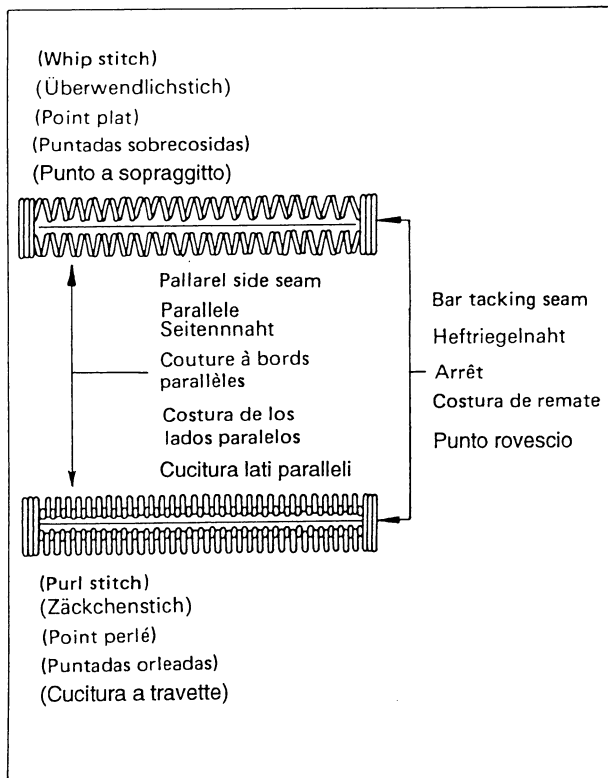 (Whip stitch)
(Überwendlichstich)
(Point plat)
(Puntadas sobrecosidas)
(Punto a sopraggitto)
Pallarel side seam
Parallele
Seitennnaht
Couture à bords
parallèles
Costura de los
lados paralelos
Cucitura lati paralleli
Bar tacking seam
Heftriegelnaht
Arrêt
Costura de remate
Punto rovescio
(Purl stitch)
(Zäckchenstich)
(Point perlé)
(Puntadas orleadas)
(Cucitura a travette)